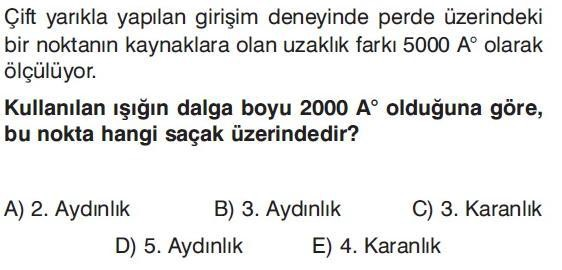 Çift yarıkla yapılan girişim deneyinde perde üzerindeki
bir noktanın kaynaklara olan uzaklık farkı 5000 A° olarak
ölçülüyor.
Kullanılan ışığın dalga boyu 2000 A° olduğuna göre,
bu nokta hangi saçak üzerindedir?
A) 2. Aydınlık B) 3. Aydınlık C) 3. Karanlık
D) 5. Aydınlık E) 4. Karanlık